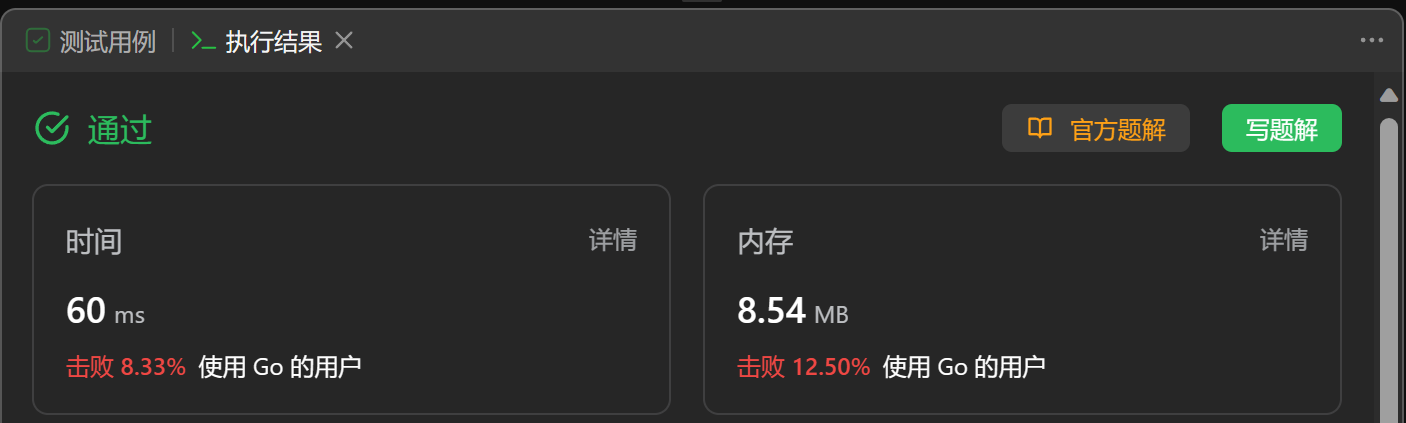 测试用例 执行结果
通过 官方题解 写题解
时间 详情
60 ms
击败 8.33% 使用 Go 的用户
内存 详情
8.54 MB
击败 12.50% 使用 Go 的用户